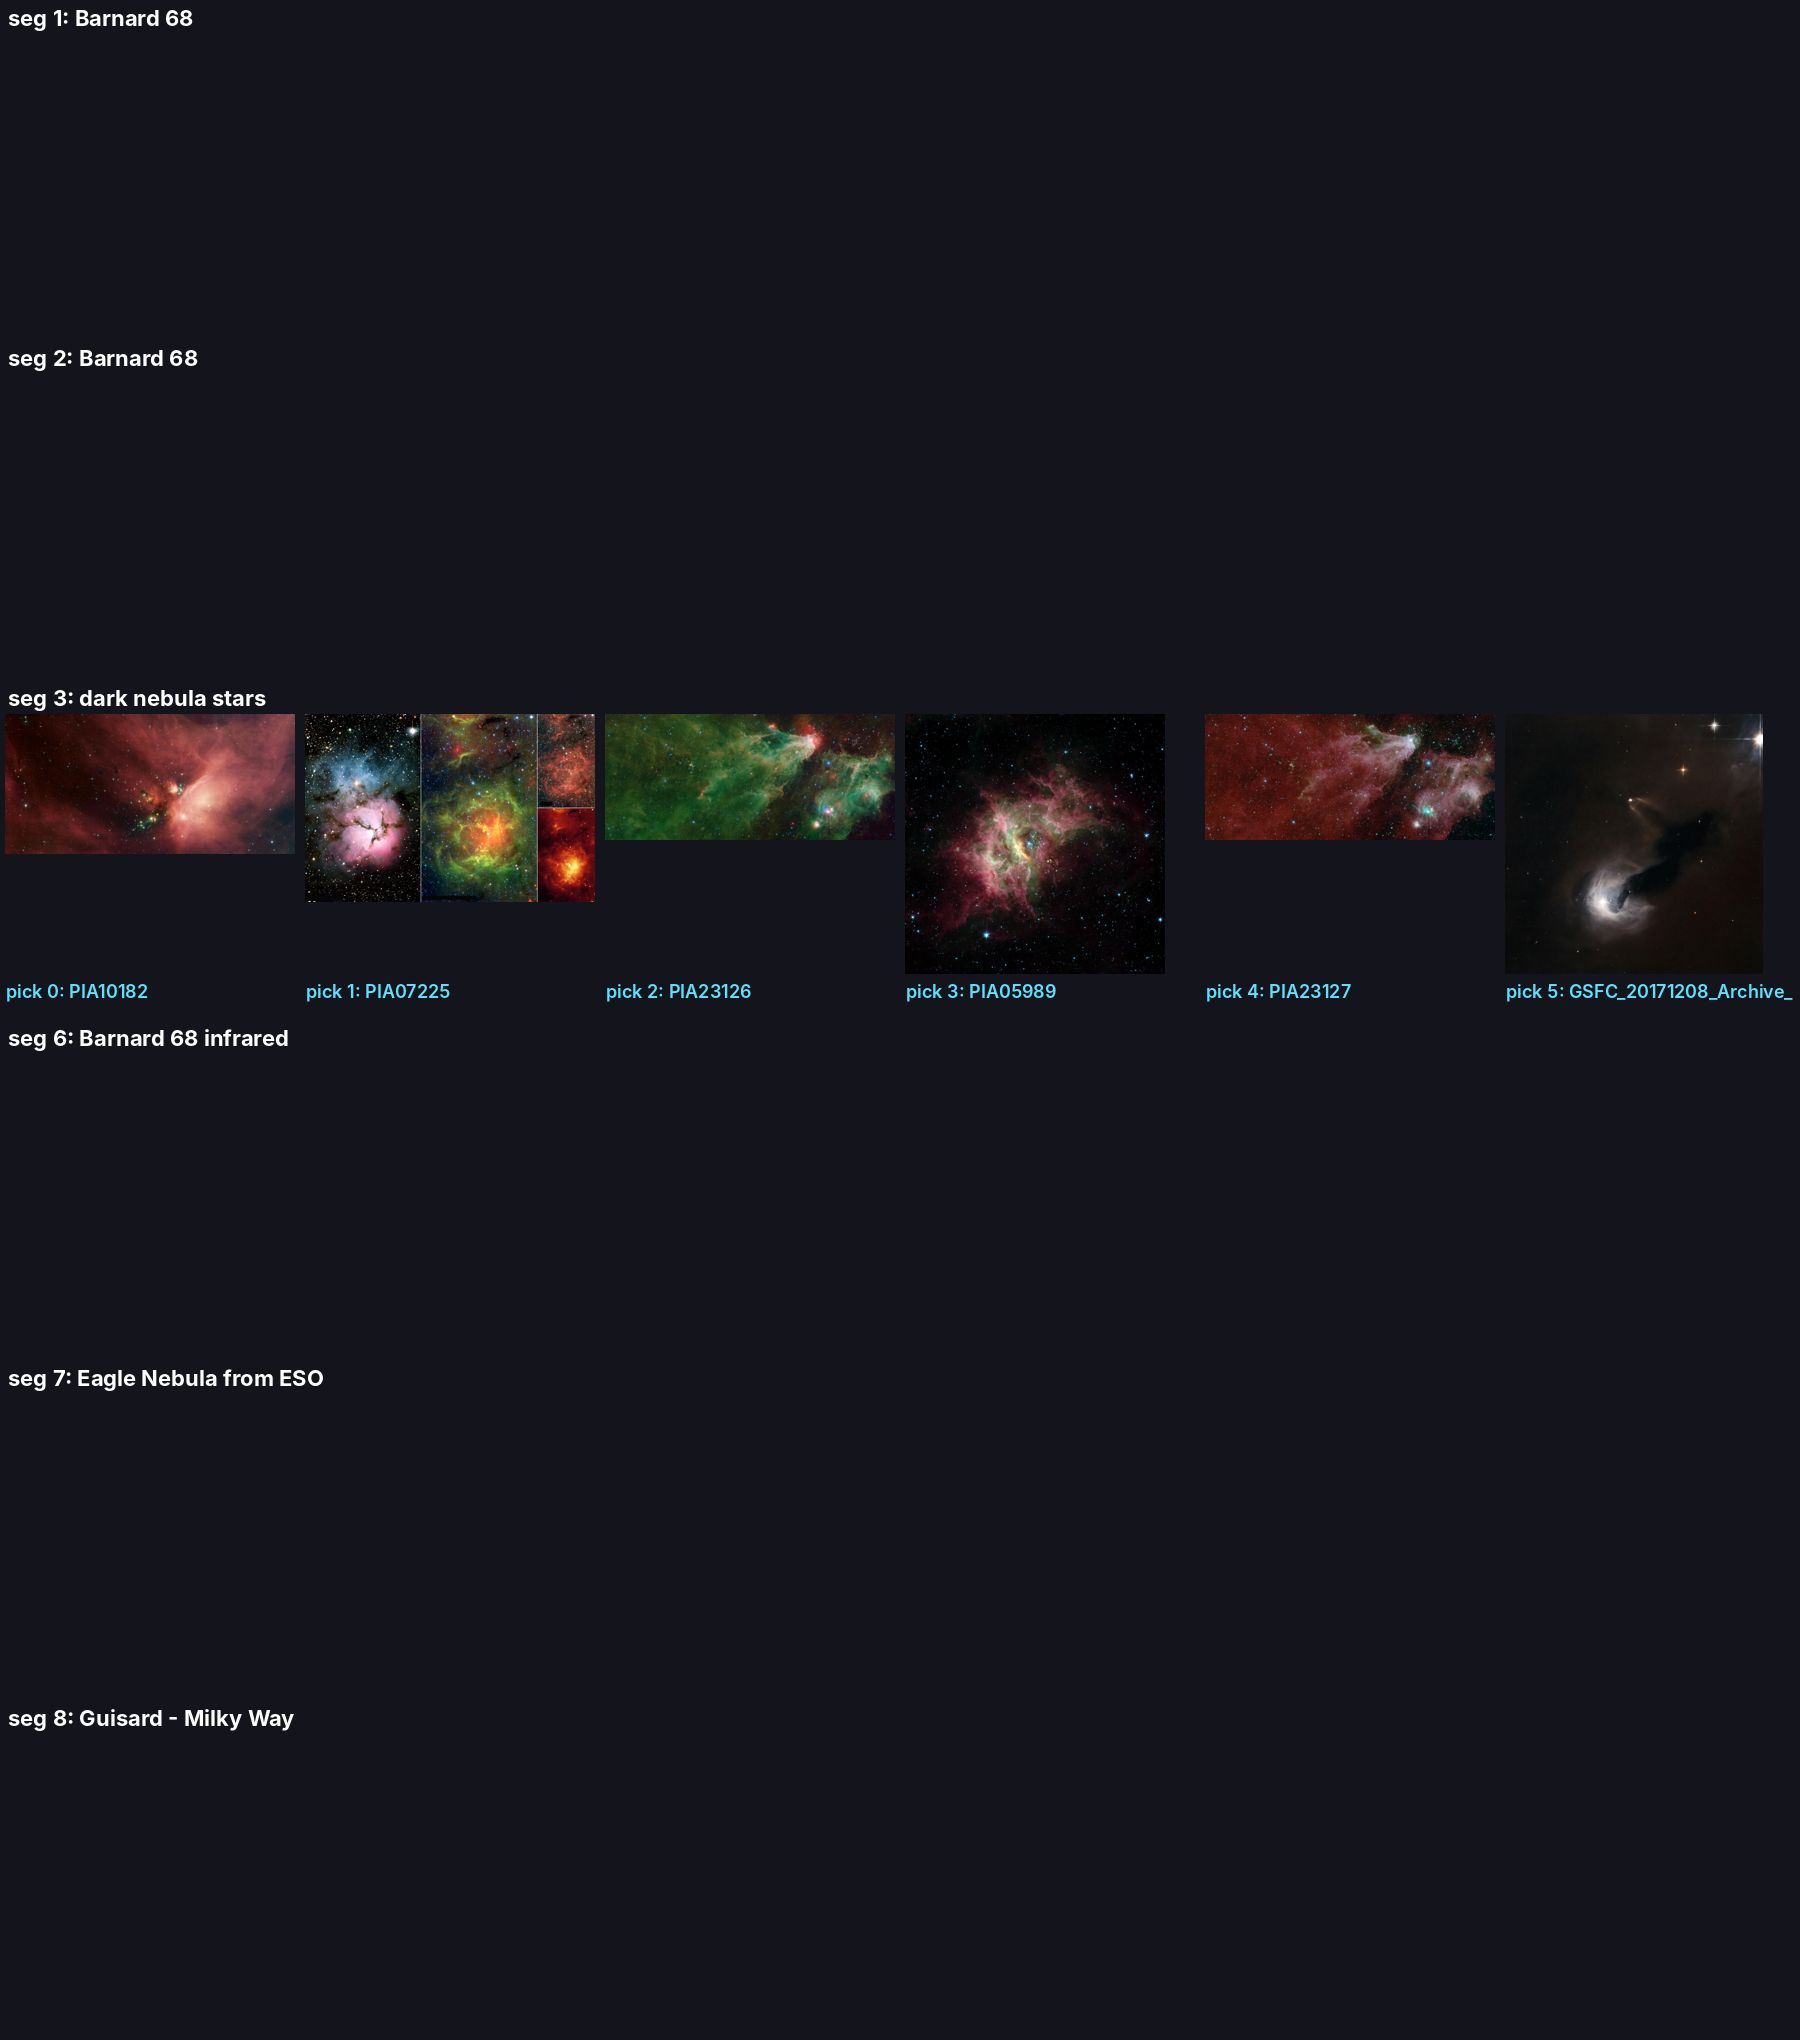 seg 1: Barnard 68
seg 2: Barnard 68
seg 3: dark nebula stars
pick 0: PIA10182
pick 1: PIA07225
pick 2: PIA23126
pick 3: PIA05989
pick 4: PIA23127
pick 5: GSFC_20171208_Archive_
seg 6: Barnard 68 infrared
seg 7: Eagle Nebula from ESO
seg 8: Guisard - Milky Way